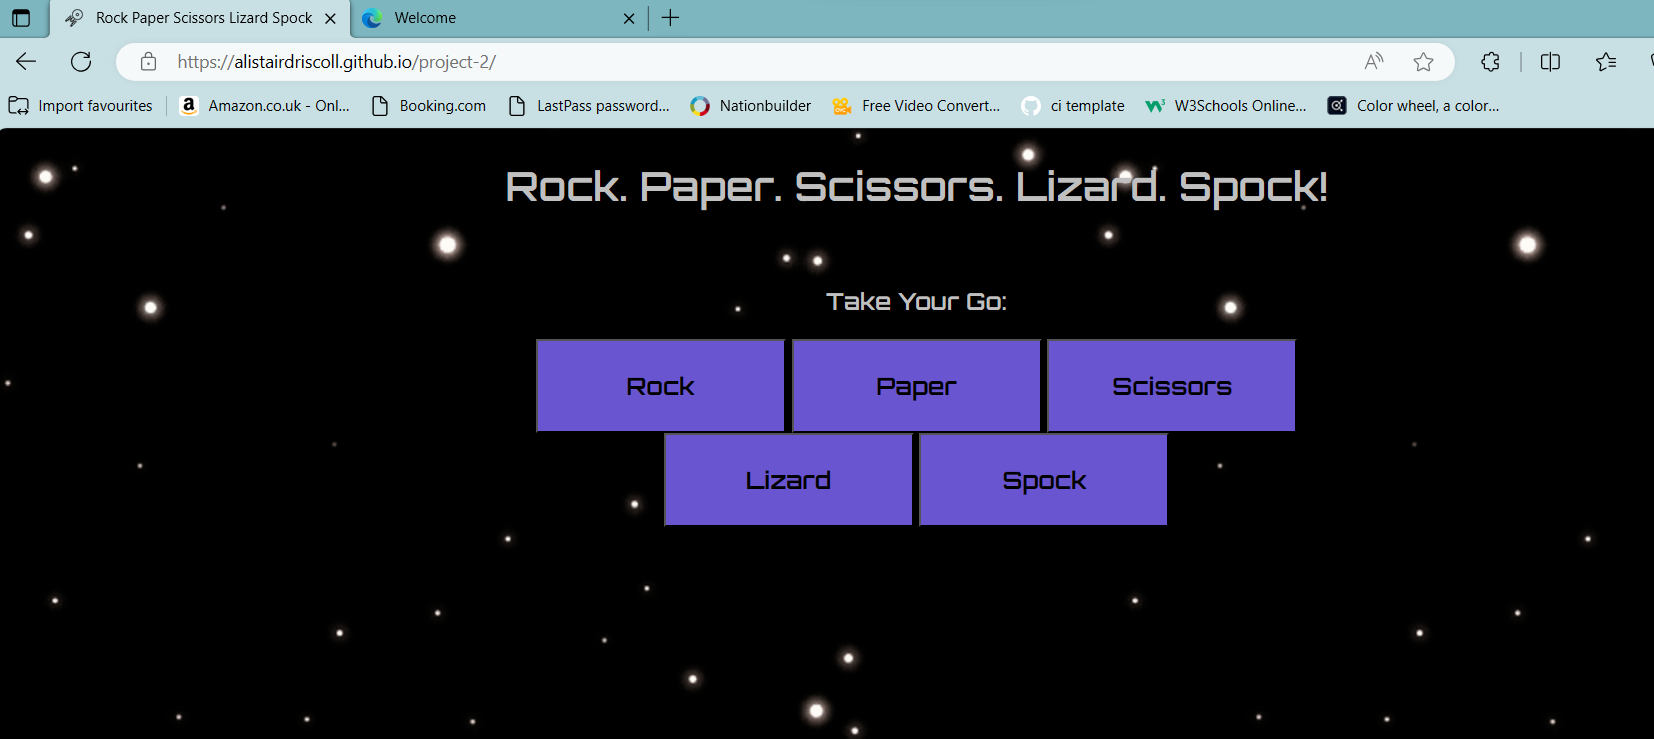 Rock Paper Scissors Lizard Spock
Welcome
https://alistairdriscoll.github.io/project-2/
Import favourites
Amazon.co.uk - Onl...
Booking.com
LastPass password...
Nationbuilder
Free Video Convert...
ci template
W3Schools Online...
Color wheel, a color...
Rock. Paper. Scissors. Lizard. Spock!
Take Your Go:
Rock
Paper
Scissors
Lizard
Spock